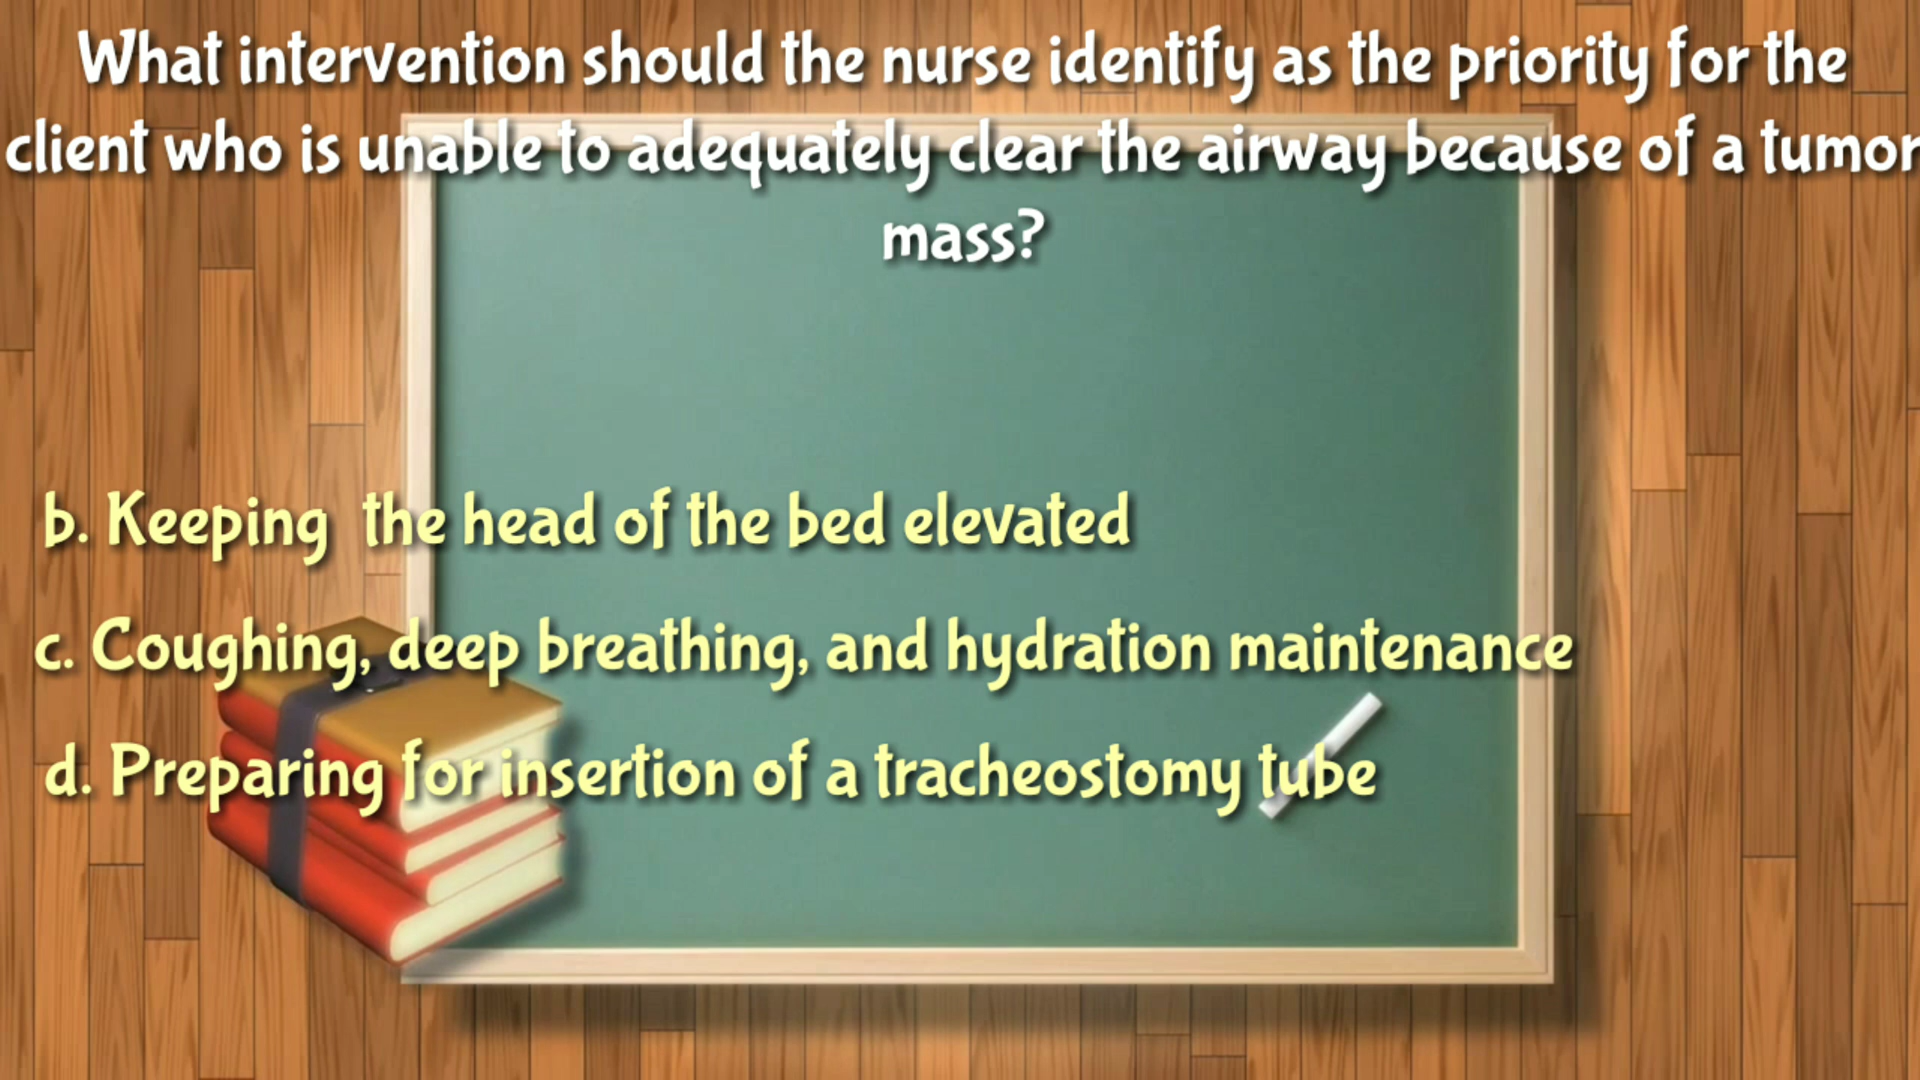 What intervention should the nurse identify as the priority for the
client who is unable to adequately clear the airway because of a tumor
mass?
b. Keeping the head of the bed elevated
c. Coughing, deep breathing, and hydration maintenance
d. Preparing for insertion of a tracheostomy tube